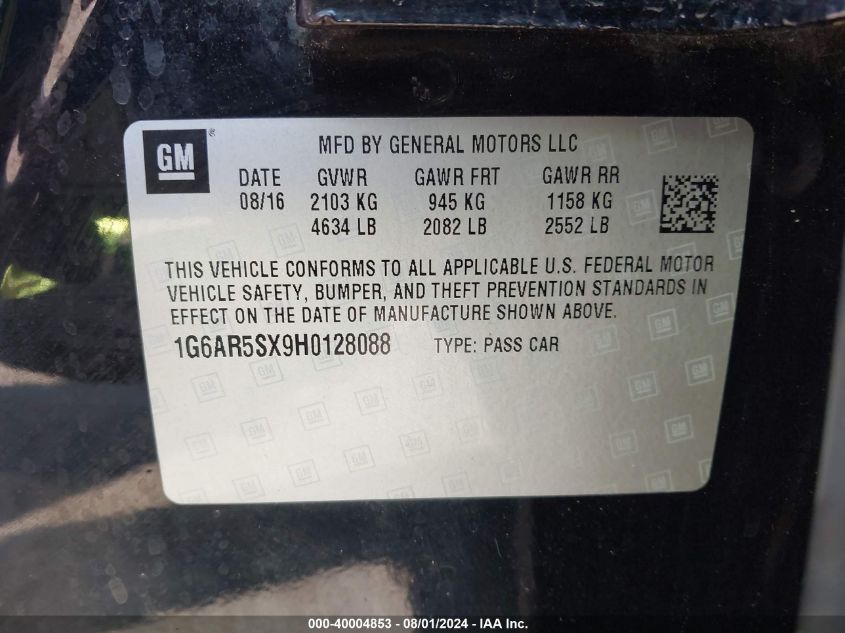 GM ® MFD BY GENERAL MOTORS LLC
DATE GVWR GAWR FRT GAWR RR
08/16 2103 KG 945 KG 1158 KG
4634 LB 2082 LB 2552 LB
THIS VEHICLE CONFORMS TO ALL APPLICABLE U.S. FEDERAL MOTOR
VEHICLE SAFETY, BUMPER, AND THEFT PREVENTION STANDARDS IN
EFFECT ON THE DATE OF MANUFACTURE SHOWN ABOVE.
1G6AR5SX9H0128088 TYPE: PASS CAR
000-40004853 - 08/01/2024 - IAA Inc.